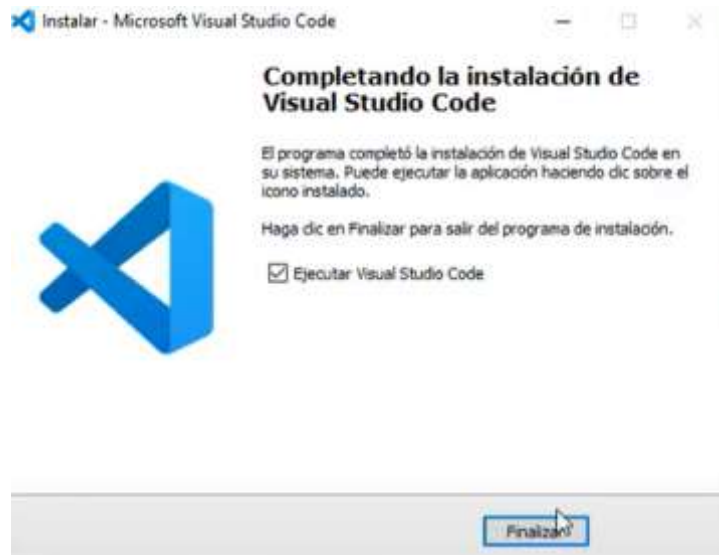 Instalar - Microsoft Visual Studio Code
Completando la instalación de
Visual Studio Code
El programa completó la instalación de Visual Studio Code en
su sistema. Puede ejecutar la aplicación haciendo clic sobre el
icono instalado.
Haga clic en Finalizar para salir del programa de instalación.
Ejecutar Visual Studio Code
Finalizar